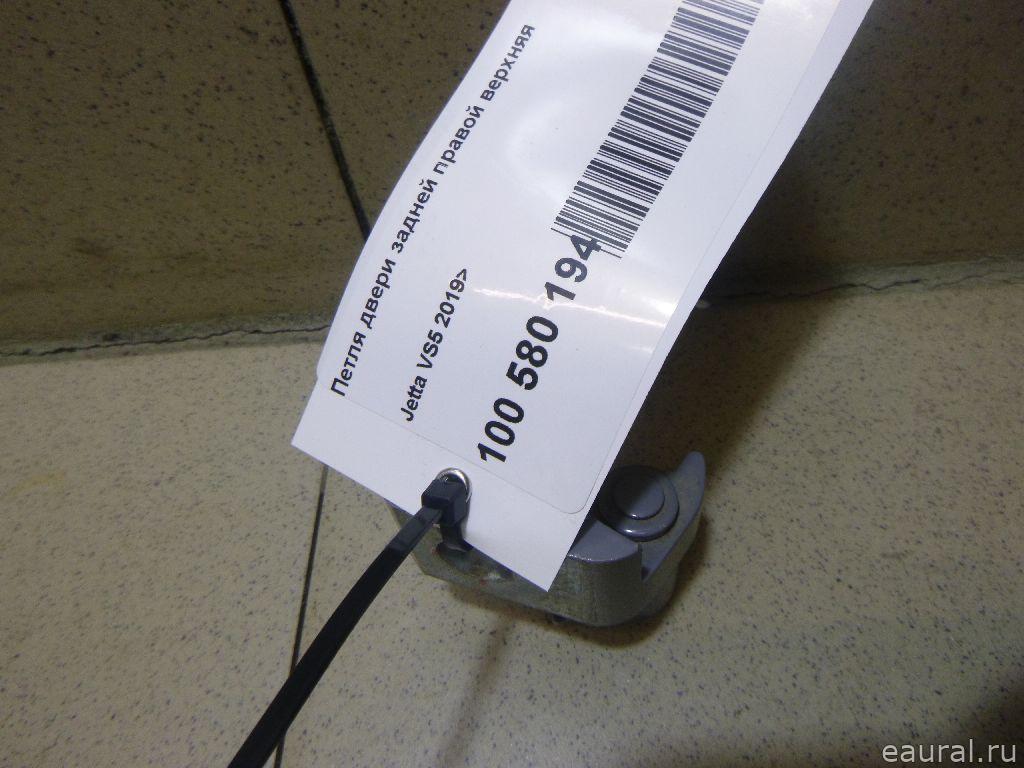 Петля двери задней правой верхняя
Jetta VS5 2019>
100 580 194
eaural.ru